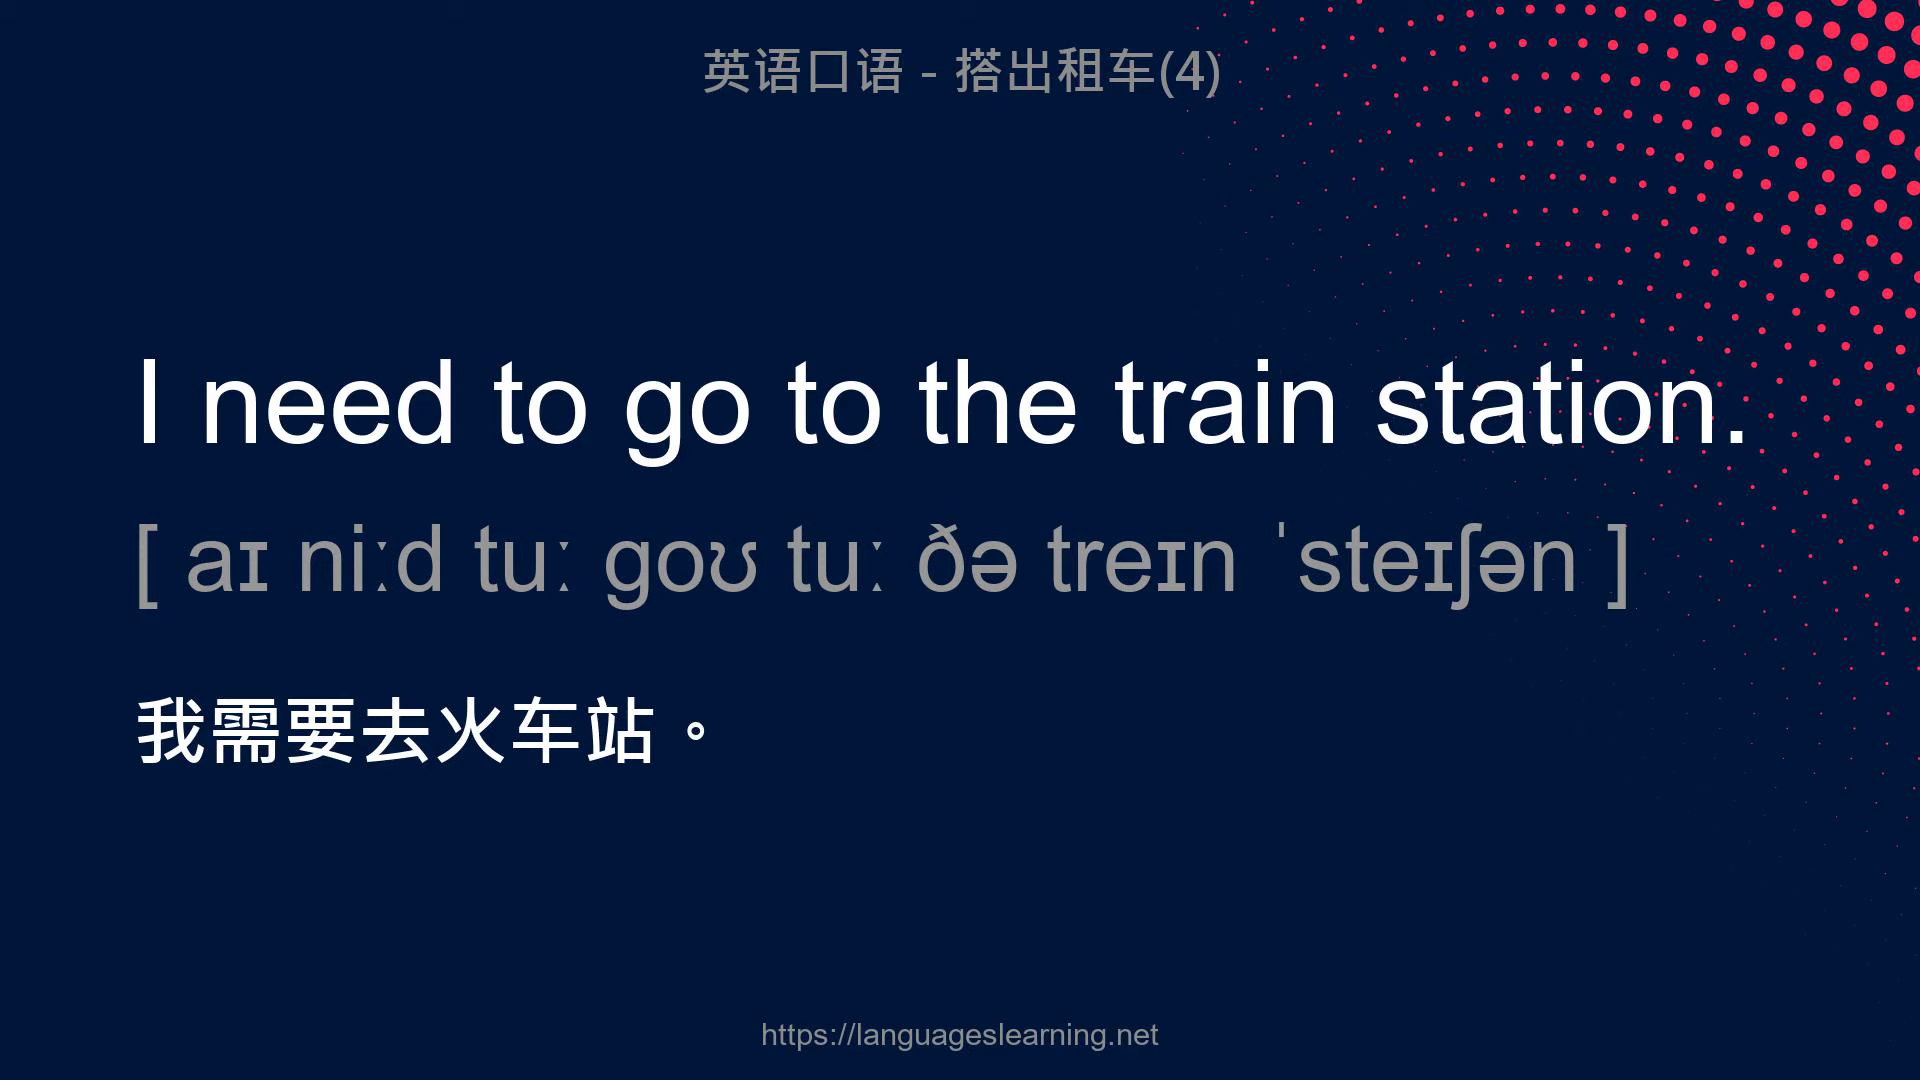 英语口语 - 搭出租车(4)
I need to go to the train station.
[ aɪ niːd tuː goʊ tuː ðə treɪn ˈsteɪʃən ]
我需要去火车站。
https://languageslearning.net